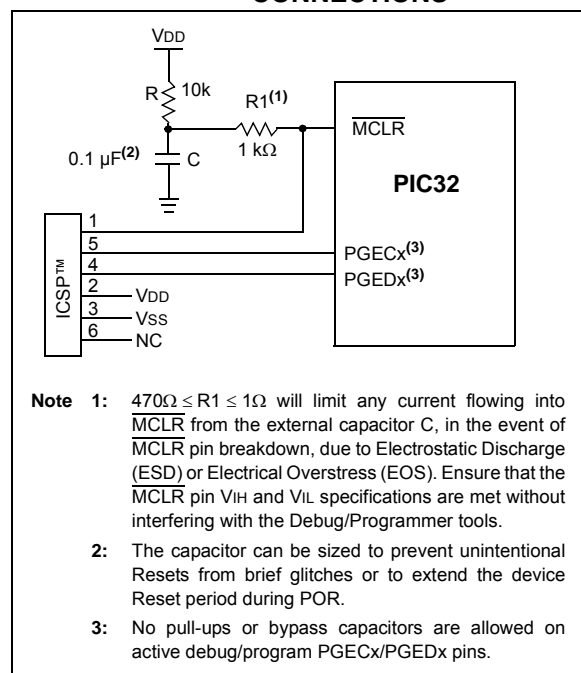 CONNECTIONS
VDD
R 10k
R1(1)
1 kΩ
0.1 µF(2)
C
MCLR
PIC32
1
5
4
2
3
6
ICSP™
VDD
VSS
NC
PGECx(3)
PGEDx(3)
Note 1: 470Ω ≤ R1 ≤ 1Ω will limit any current flowing into
MCLR from the external capacitor C, in the event of
MCLR pin breakdown, due to Electrostatic Discharge
(ESD) or Electrical Overstress (EOS). Ensure that the
MCLR pin VIH and VIL specifications are met without
interfering with the Debug/Programmer tools.
2: The capacitor can be sized to prevent unintentional
Resets from brief glitches or to extend the device
Reset period during POR.
3: No pull-ups or bypass capacitors are allowed on
active debug/program PGECx/PGEDx pins.